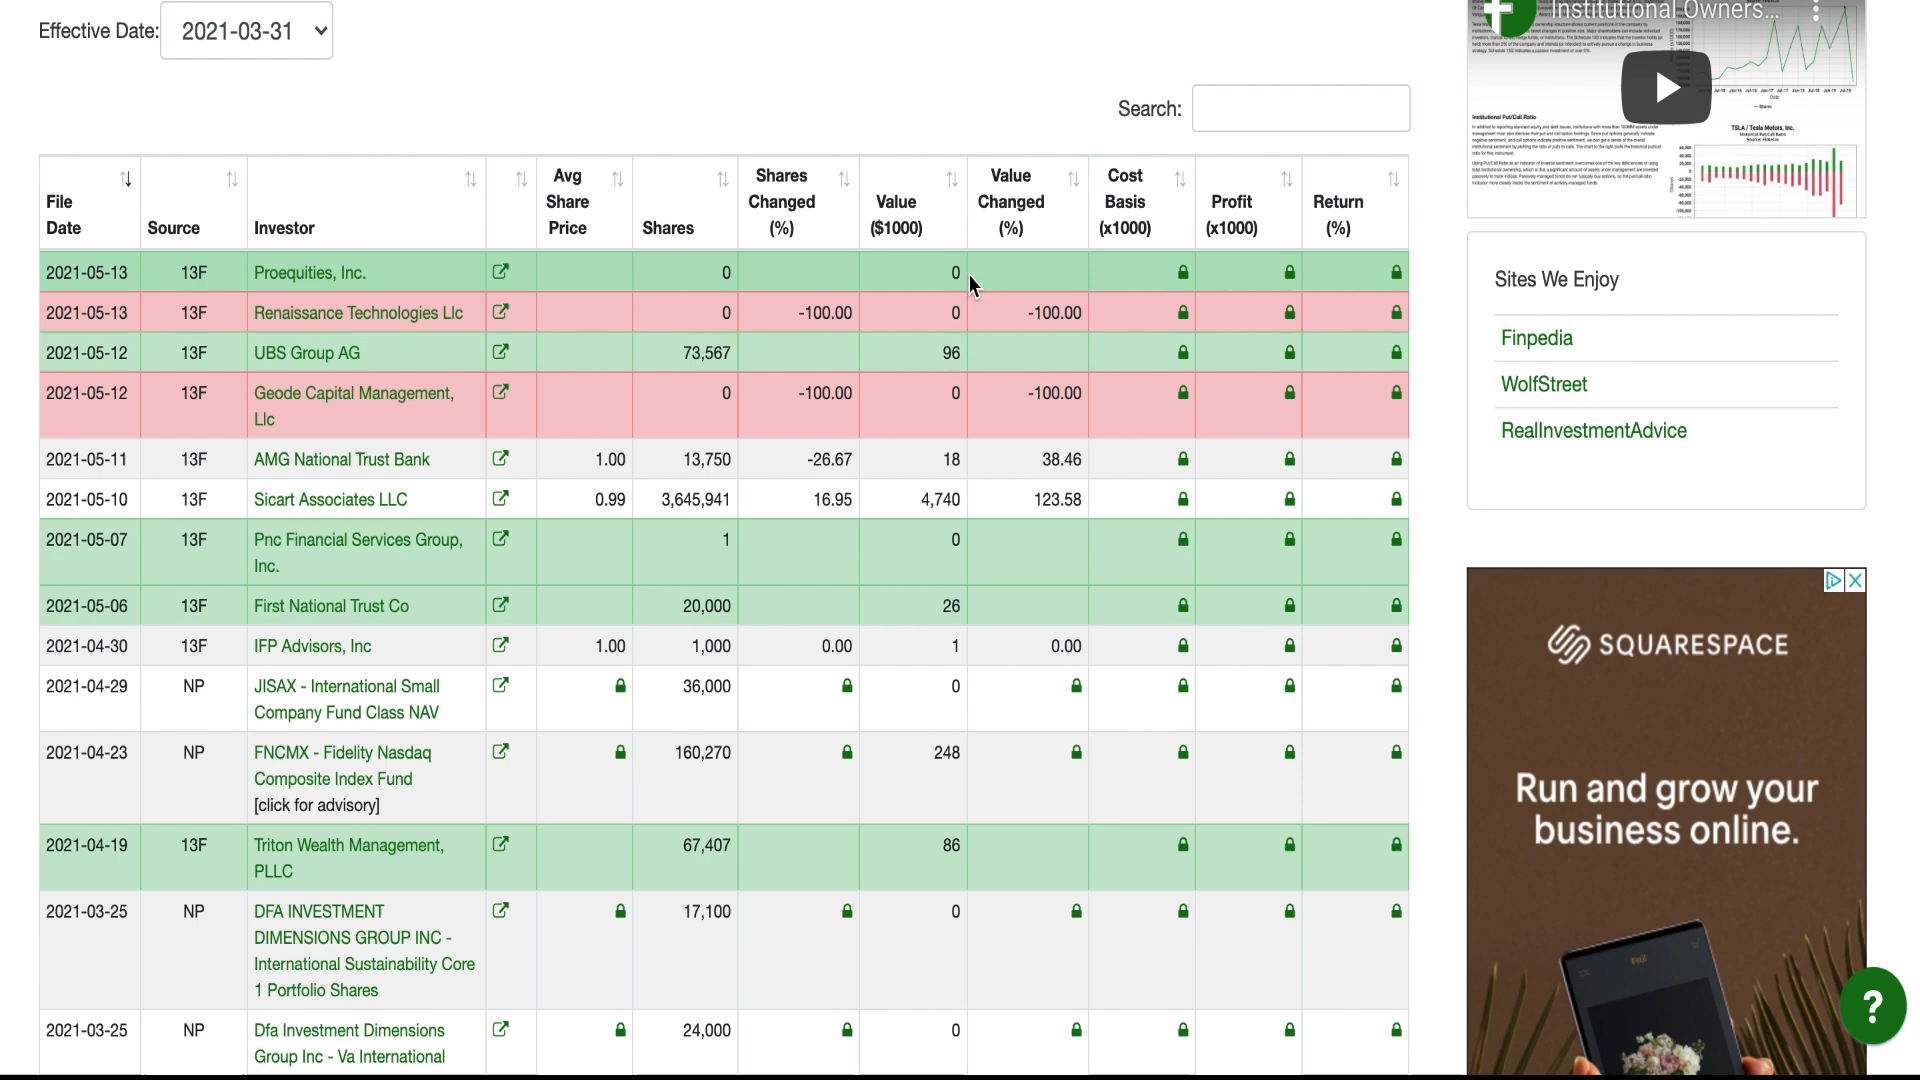 Effective Date: 2021-03-31
Institutional Owners...
Search:
Institutional Put/Call Ratio
TSLA / Tesla Motors, Inc.
File Date Source Investor Avg Share Price Shares Shares Changed (%) Value ($1000) Value Changed (%) Cost Basis (x1000) Profit (x1000) Return (%)
2021-05-13 13F Proequities, Inc. 0 0
2021-05-13 13F Renaissance Technologies Llc 0 -100.00 0 -100.00
2021-05-12 13F UBS Group AG 73,567 96
2021-05-12 13F Geode Capital Management, 0 -100.00 0 -100.00
Llc
2021-05-11 13F AMG National Trust Bank 1.00 13,750 -26.67 18 38.46
2021-05-10 13F Sicart Associates LLC 0.99 3,645,941 16.95 4,740 123.58
2021-05-07 13F Pnc Financial Services Group, 1 0
Inc.
2021-05-06 13F First National Trust Co 20,000 26
2021-04-30 13F IFP Advisors, Inc 1.00 1,000 0.00 1 0.00
2021-04-29 NP JISAX - International Small 36,000 0
Company Fund Class NAV
2021-04-23 NP FNCMX - Fidelity Nasdaq 160,270 248
Composite Index Fund
[click for advisory]
2021-04-19 13F Triton Wealth Management, 67,407 86
PLLC
2021-03-25 NP DFA INVESTMENT 17,100 0
DIMENSIONS GROUP INC -
International Sustainability Core
1 Portfolio Shares
2021-03-25 NP Dfa Investment Dimensions 24,000 0
Group Inc - Va International
Sites We Enjoy
Finpedia
WolfStreet
RealInvestmentAdvice
SQUARESPACE
Run and grow your
business online.
?